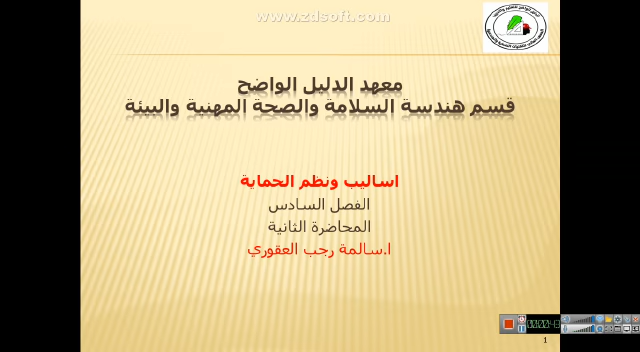 www.zdsoft.com
معهد الدليل الواضح
قسم هندسة السلامة والصحة المهنية والبيئة
اساليب ونظم الحماية
الفصل السادس
المحاضرة الثانية
ا.سالمة رجب العقوري
1